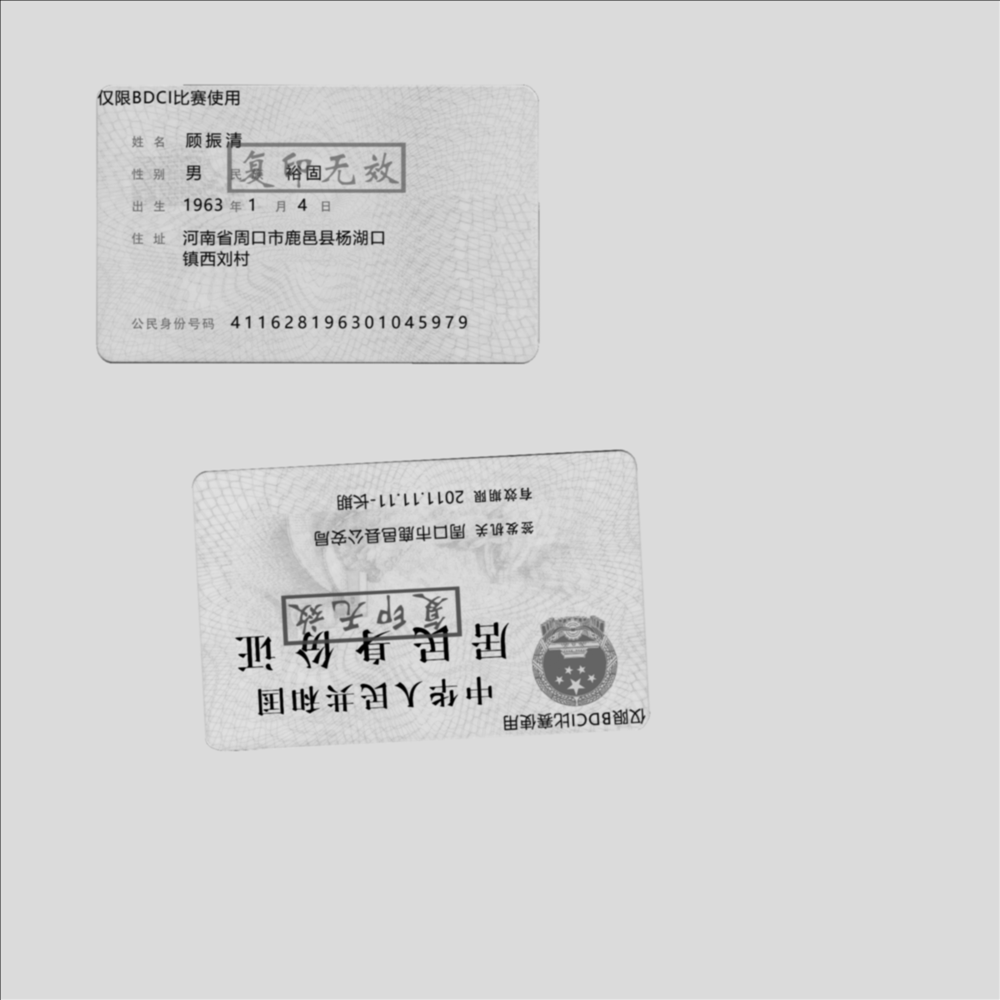 仅限BDCI比赛使用
姓名 顾振清
性别 男 民族 裕固
复印无效
出生 1963 年 1 月 4 日
住址 河南省周口市鹿邑县杨湖口
镇西刘村
公民身份号码 411628196301045979
仅限BDCI比赛使用
中华人民共和国
居民身份证
复印无效
签发机关 周口市鹿邑县公安局
有效期限 2011.11.11-长期